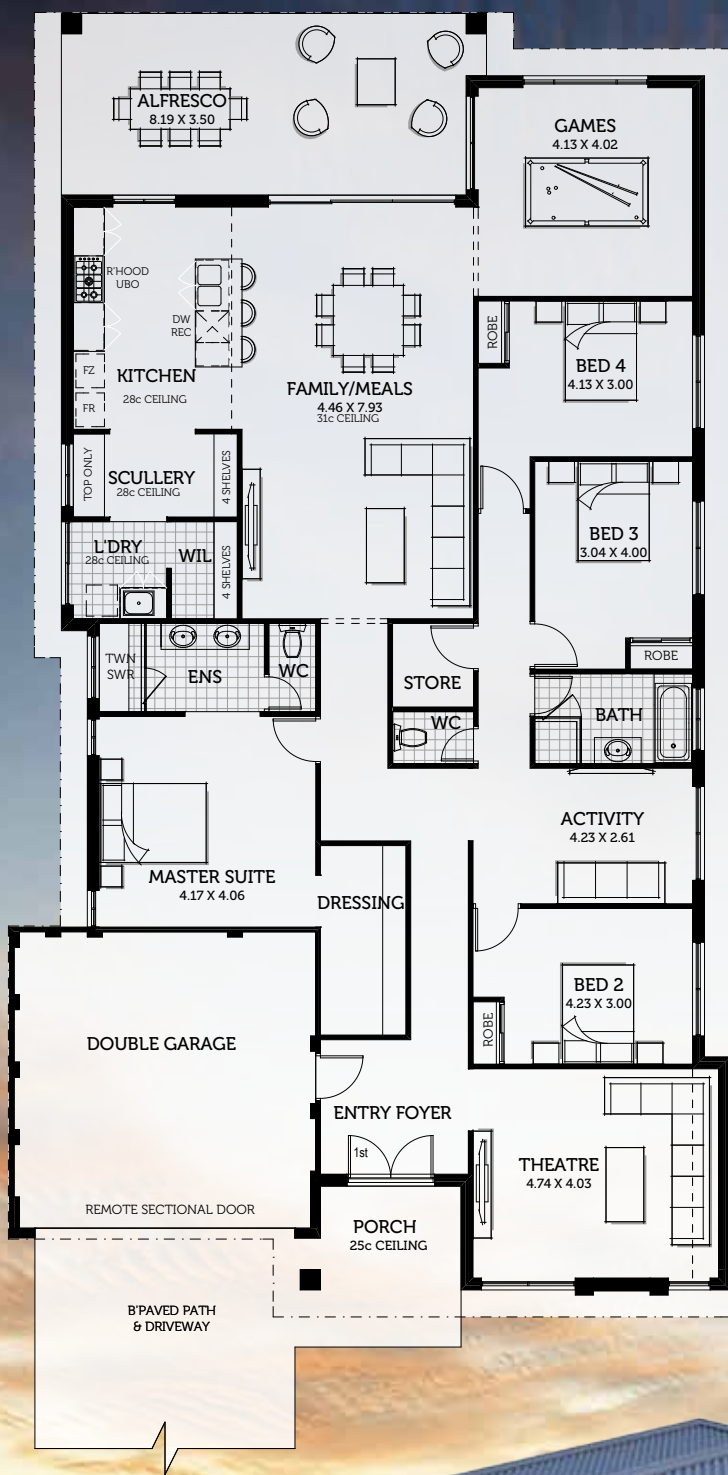 ALFRESCO
8.19 X 3.50
GAMES
4.13 X 4.02
R'HOOD
UBO
DW
REC
FZ
FR
KITCHEN
28c CEILING
FAMILY/MEALS
4.46 X 7.93
31c CEILING
ROBE
BED 4
4.13 X 3.00
TOP ONLY
SCULLERY
28c CEILING
4 SHELVES
BED 3
3.04 X 4.00
ROBE
L'DRY
28c CEILING
WIL
4 SHELVES
TWN
SWR
ENS
WC
STORE
WC
BATH
ACTIVITY
4.23 X 2.61
MASTER SUITE
4.17 X 4.06
DRESSING
BED 2
4.23 X 3.00
ROBE
DOUBLE GARAGE
ENTRY FOYER
1st
THEATRE
4.74 X 4.03
REMOTE SECTIONAL DOOR
PORCH
25c CEILING
B'PAVED PATH
& DRIVEWAY